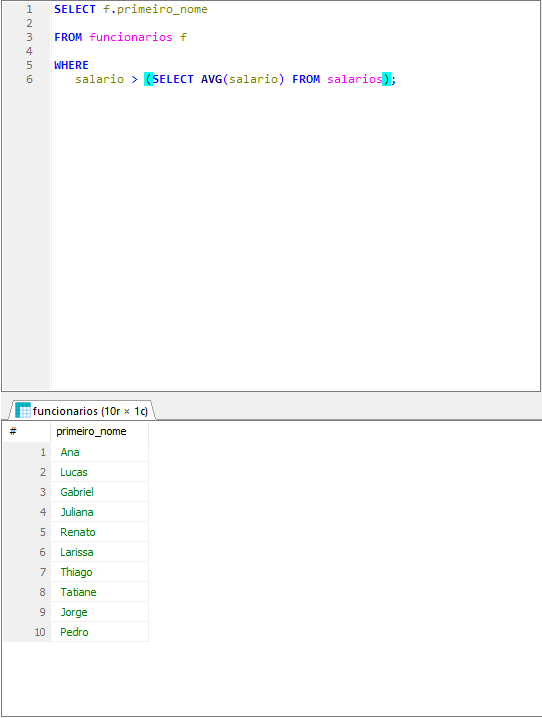 1 SELECT f.primeiro_nome
2
3 FROM funcionarios f
4
5 WHERE
6 salario > (SELECT AVG(salario) FROM salarios);
funcionarios (10r × 1c)
# primeiro_nome
1 Ana
2 Lucas
3 Gabriel
4 Juliana
5 Renato
6 Larissa
7 Thiago
8 Tatiane
9 Jorge
10 Pedro